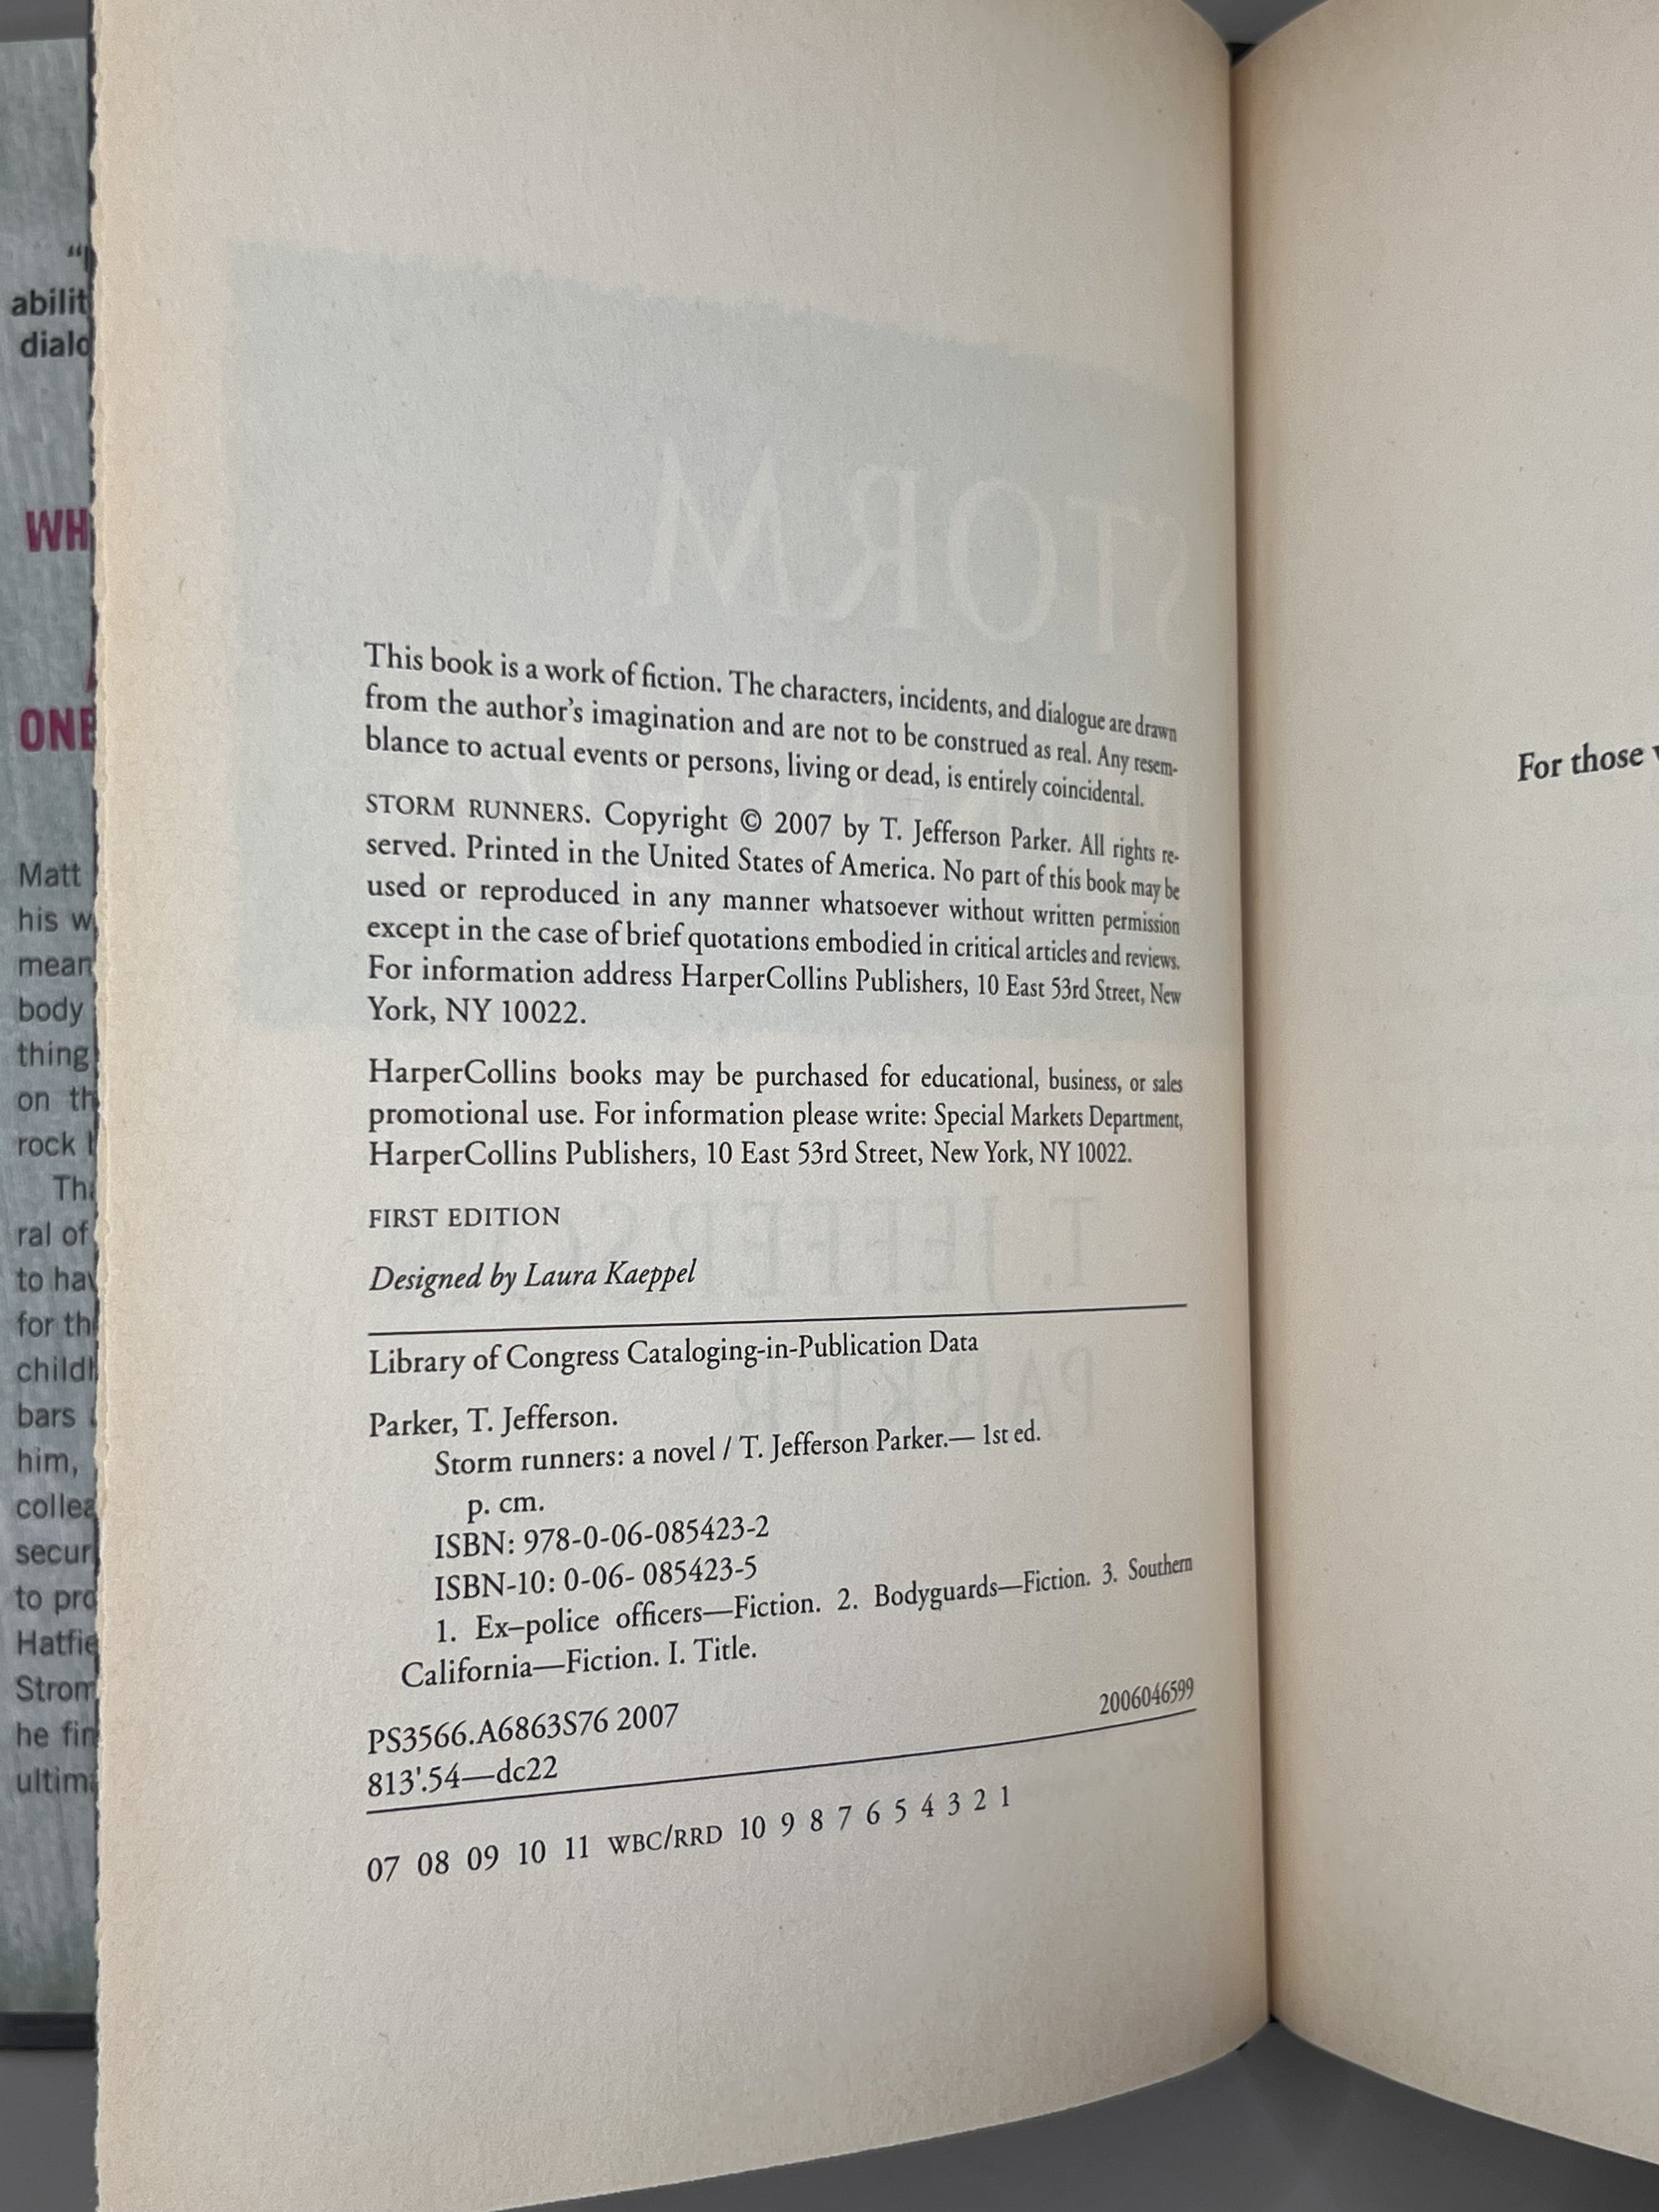 abilit
dialo
WH
ONE
Matt
his w
mean
body
thing
on th
rock
Tha
ral of
to hav
for th
childh
bars
him,
collea
secur
to pro
Hatfie
Strom
he fin
ultima
STORM
This book is a work of fiction. The characters, incidents, and dialogue are drawn
from the author's imagination and are not to be construed as real. Any resem-
blance to actual events or persons, living or dead, is entirely coincidental.
STORM RUNNERS. Copyright © 2007 by T. Jefferson Parker. All rights re-
served. Printed in the United States of America. No part of this book may be
used or reproduced in any manner whatsoever without written permission
except in the case of brief quotations embodied in critical articles and reviews.
For information address HarperCollins Publishers, 10 East 53rd Street, New
York, NY 10022.
HarperCollins books may be purchased for educational, business, or sales
promotional use. For information please write: Special Markets Department,
HarperCollins Publishers, 10 East 53rd Street, New York, NY 10022.
T. JEFFERSON
FIRST EDITION
Designed by Laura Kaeppel
PARKER
Library of Congress Cataloging-in-Publication Data
Parker, T. Jefferson.
Storm runners: a novel / T. Jefferson Parker.— 1st ed.
p. cm.
ISBN: 978-0-06-085423-2
ISBN-10: 0-06- 085423-5
1. Ex–police officers—Fiction. 2. Bodyguards—Fiction. 3. Southern
California—Fiction. I. Title.
PS3566.A6863S76 2007
2006046599
813'.54—dc22
07 08 09 10 11 WBC/RRD 10 9 8 7 6 5 4 3 2 1
For those